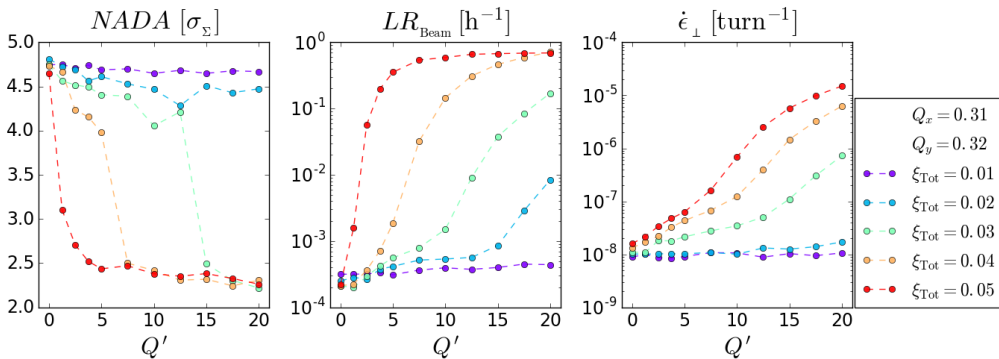 NADA [σ_Σ]
LR_Beam [h⁻¹]
ϵ̇_⊥ [turn⁻¹]
5.0
4.5
4.0
3.5
3.0
2.5
2.0
0
5
10
15
20
Q′
10⁰
10⁻¹
10⁻²
10⁻³
10⁻⁴
0
5
10
15
20
Q′
10⁻⁴
10⁻⁵
10⁻⁶
10⁻⁷
10⁻⁸
10⁻⁹
0
5
10
15
20
Q′
Q_x = 0.31
Q_y = 0.32
ξ_Tot = 0.01
ξ_Tot = 0.02
ξ_Tot = 0.03
ξ_Tot = 0.04
ξ_Tot = 0.05